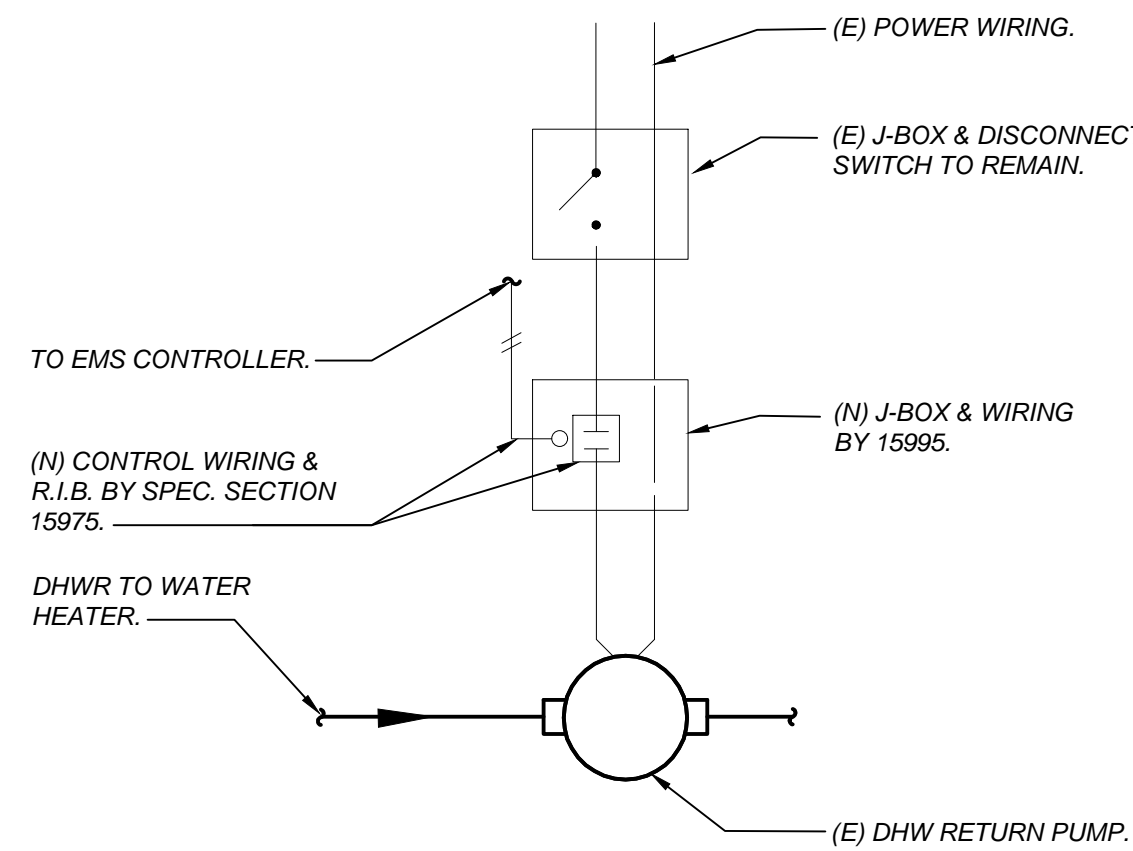 (E) POWER WIRING.
(E) J-BOX & DISCONNECT
SWITCH TO REMAIN.
TO EMS CONTROLLER.
(N) J-BOX & WIRING
BY 15995.
(N) CONTROL WIRING &
R.I.B. BY SPEC. SECTION
15975.
DHWR TO WATER
HEATER.
(E) DHW RETURN PUMP.